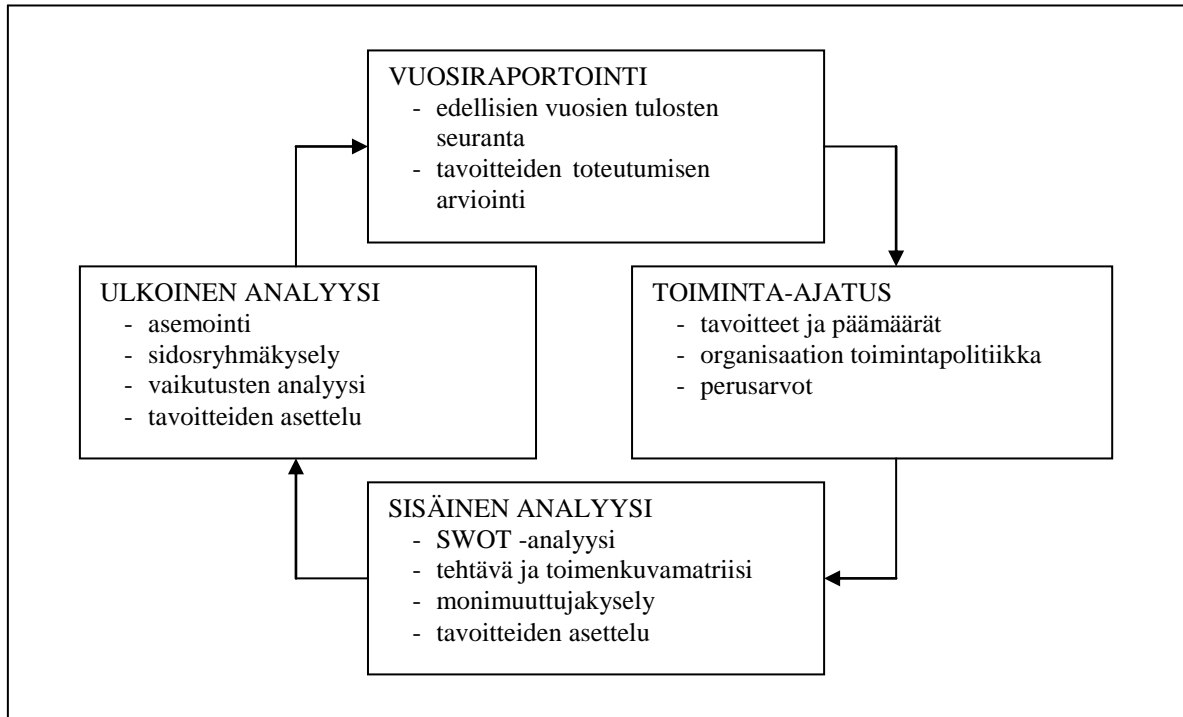 VUOSIRAPORTOINTI
- edellisien vuosien tulosten
seuranta
- tavoitteiden toteutumisen
arviointi
ULKOINEN ANALYYSI
- asemointi
- sidosryhmäkysely
- vaikutusten analyysi
- tavoitteiden asettelu
TOIMINTA-AJATUS
- tavoitteet ja päämäärät
- organisaation toimintapolitiikka
- perusarvot
SISÄINEN ANALYYSI
- SWOT -analyysi
- tehtävä ja toimenkuvamatriisi
- monimuuttujakysely
- tavoitteiden asettelu